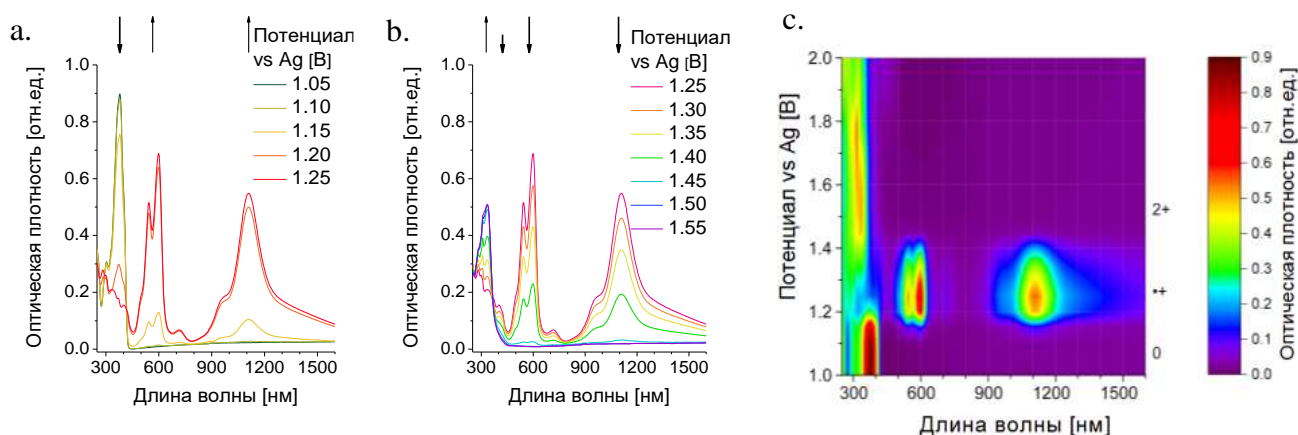 a.
Потенциал
vs Ag [В]
1.05
1.10
1.15
1.20
1.25
1.0
0.8
0.6
0.4
0.2
0.0
300 600 900 1200 1500
Оптическая плотность [отн.ед.]
Длина волны [нм]
b.
Потенциал
vs Ag [В]
1.25
1.30
1.35
1.40
1.45
1.50
1.55
1.0
0.8
0.6
0.4
0.2
0.0
300 600 900 1200 1500
Оптическая плотность [отн.ед.]
Длина волны [нм]
c.
2.0
1.8
1.6
1.4
1.2
1.0
300 600 900 1200 1500
Потенциал vs Ag [В]
Длина волны [нм]
2+
•+
0
0.9
0.8
0.7
0.6
0.5
0.4
0.3
0.2
0.1
0.0
Оптическая плотность [отн.ед.]